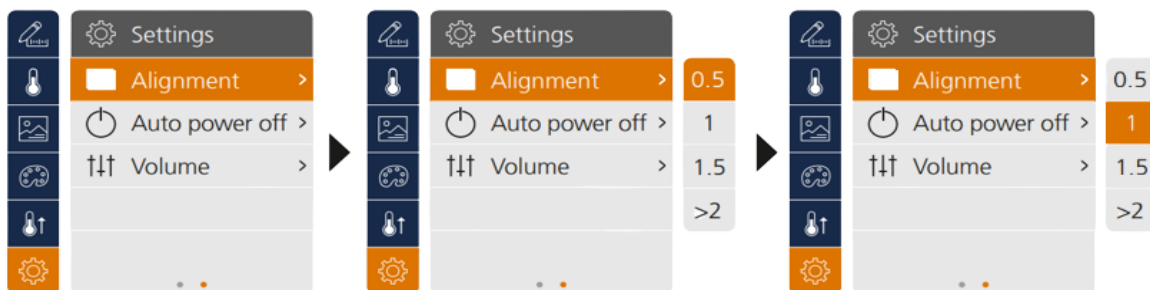 Settings
Alignment >
Auto power off >
Volume >
Settings
Alignment > 0.5
Auto power off > 1
Volume > 1.5
>2
Settings
Alignment > 0.5
Auto power off > 1
Volume > 1.5
>2